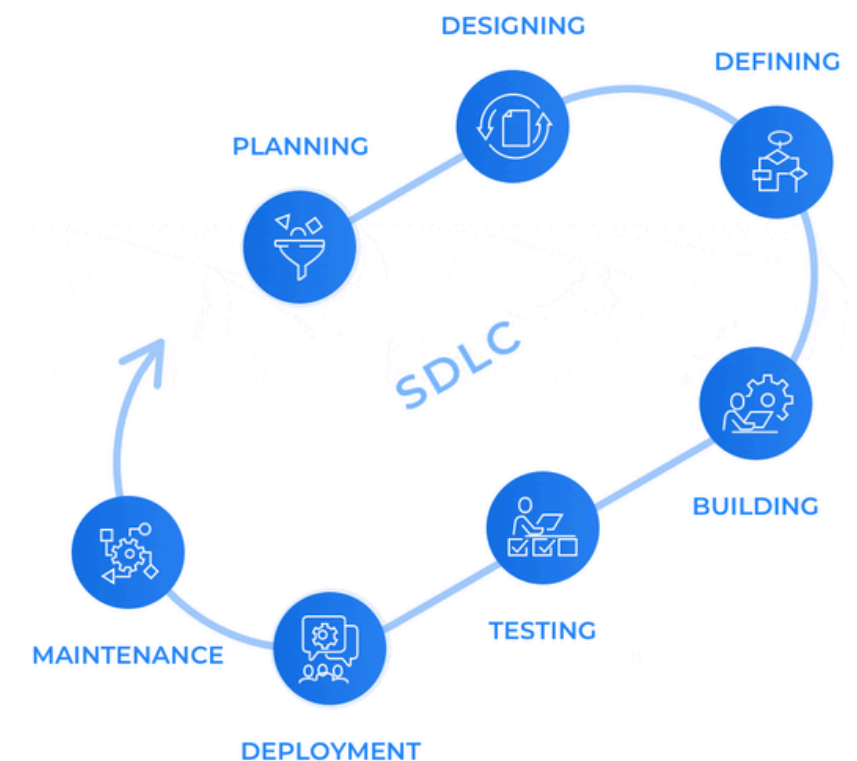 DESIGNING
DEFINING
PLANNING
SDLC
BUILDING
TESTING
MAINTENANCE
DEPLOYMENT